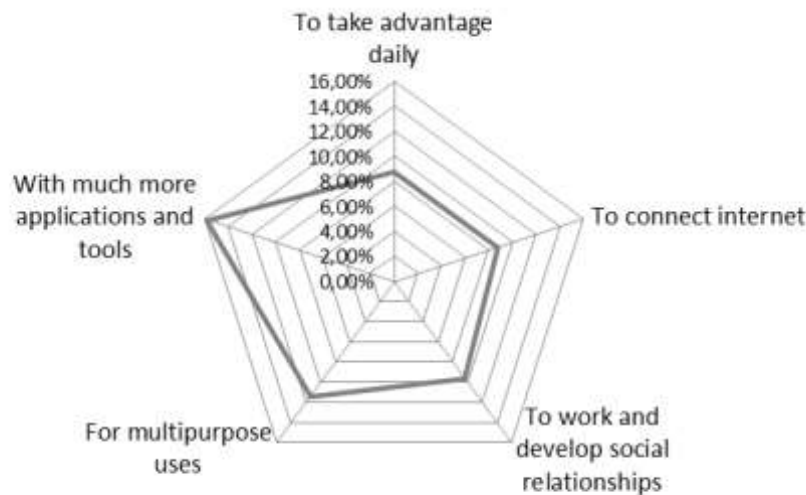 To take advantage
daily
16,00%
14,00%
12,00%
10,00%
8,00%
6,00%
4,00%
2,00%
0,00%
To connect internet
To work and
develop social
relationships
For multipurpose
uses
With much more
applications and
tools